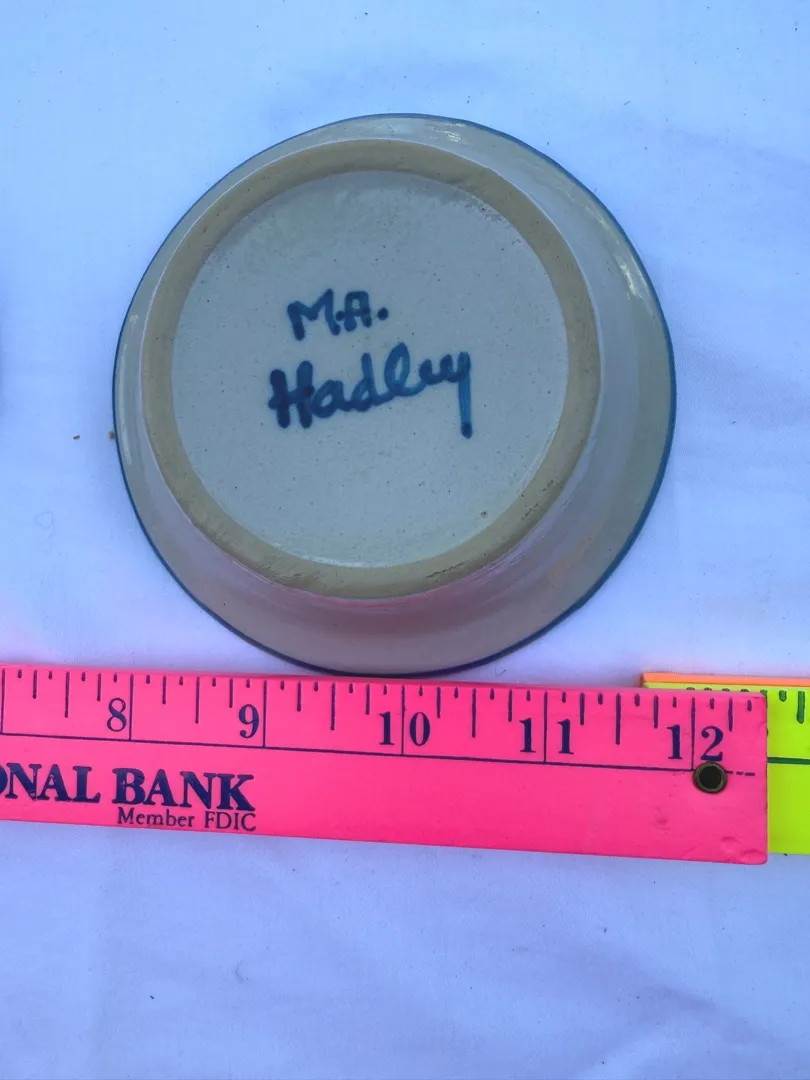 M.A.
Hadley
8 9 10 11 12
ONAL BANK
Member FDIC